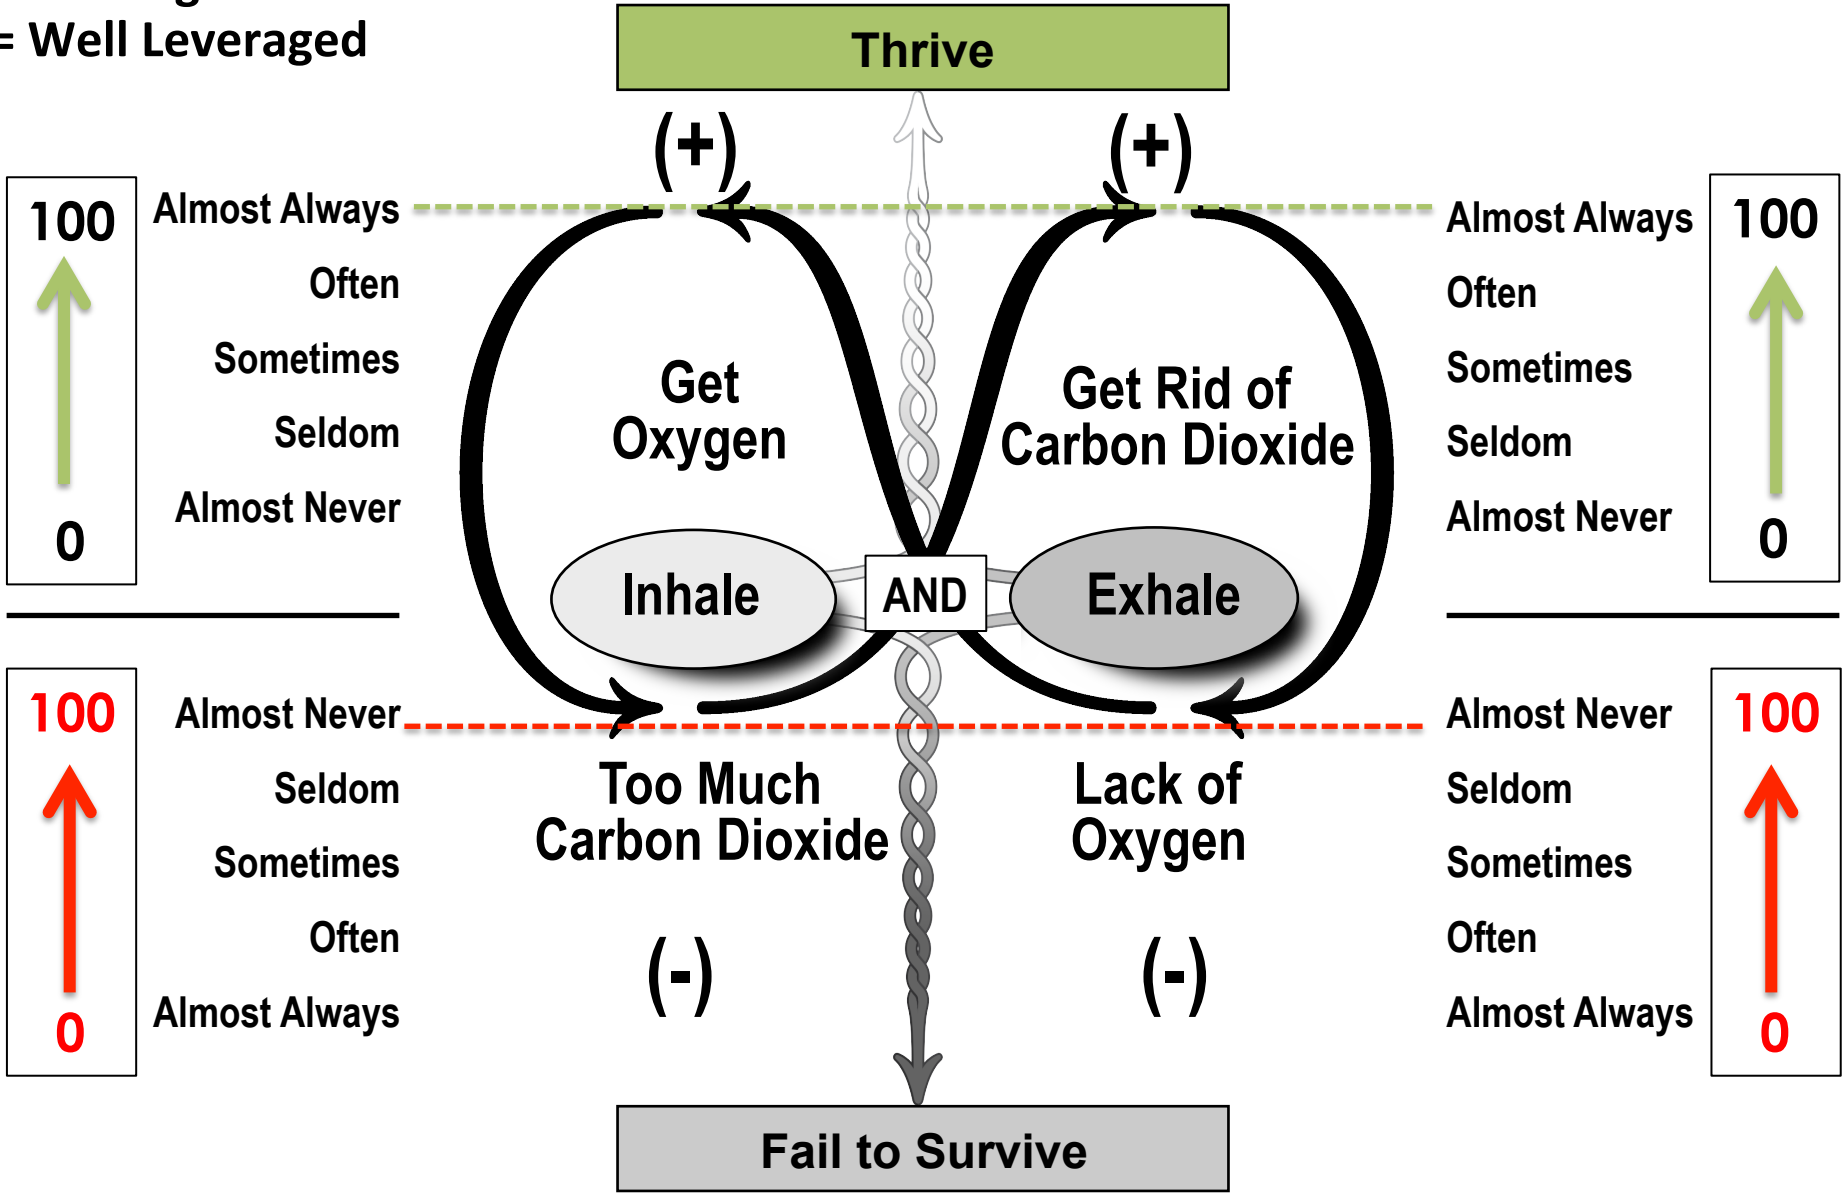 = Well Leveraged
Thrive
(+)
(+)
100
0
Almost Always
Often
Sometimes
Seldom
Almost Never
Get
Oxygen
Get Rid of
Carbon Dioxide
Almost Always
Often
Sometimes
Seldom
Almost Never
100
0
Inhale
AND
Exhale
100
0
Almost Never
Seldom
Sometimes
Often
Almost Always
Too Much
Carbon Dioxide
Lack of
Oxygen
(-)
(-)
Almost Never
Seldom
Sometimes
Often
Almost Always
100
0
Fail to Survive